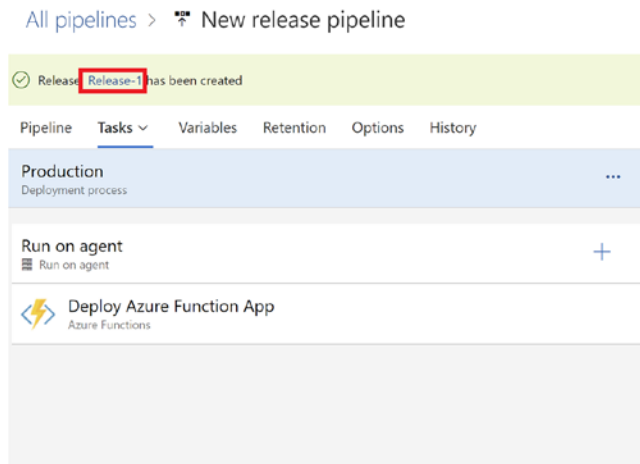 All pipelines > New release pipeline
Release Release-1 has been created
Pipeline Tasks Variables Retention Options History
Production
Deployment process
Run on agent
Run on agent
Deploy Azure Function App
Azure Functions